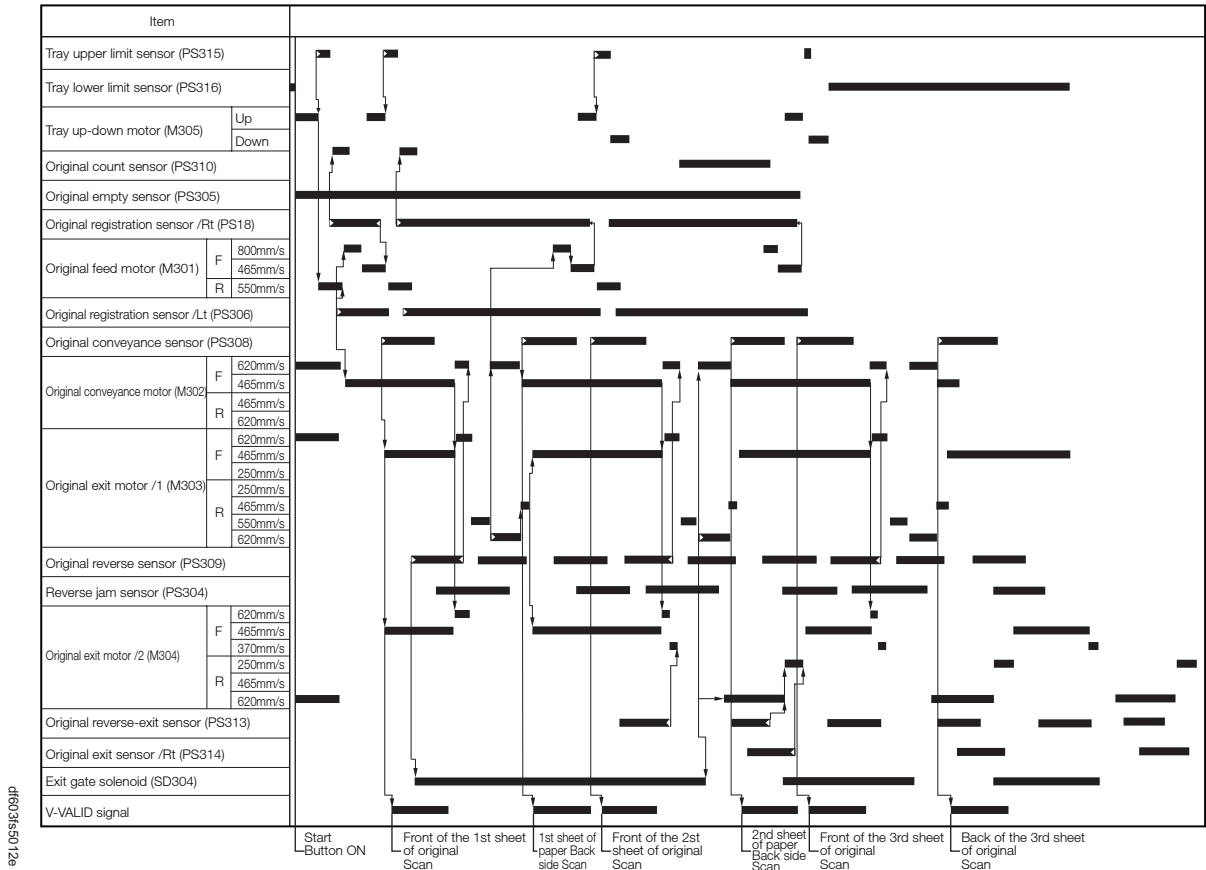 Item
Tray upper limit sensor (PS315)
Tray lower limit sensor (PS316)
Tray up-down motor (M305)
Up
Down
Original count sensor (PS310)
Original empty sensor (PS305)
Original registration sensor /Rt (PS18)
Original feed motor (M301)
F
800mm/s
465mm/s
R
550mm/s
Original registration sensor /Lt (PS306)
Original conveyance sensor (PS308)
Original conveyance motor (M302)
F
620mm/s
465mm/s
R
465mm/s
620mm/s
Original exit motor /1 (M303)
F
620mm/s
465mm/s
250mm/s
R
250mm/s
465mm/s
550mm/s
620mm/s
Original reverse sensor (PS309)
Reverse jam sensor (PS304)
Original exit motor /2 (M304)
F
620mm/s
465mm/s
370mm/s
R
250mm/s
465mm/s
620mm/s
Original reverse-exit sensor (PS313)
Original exit sensor /Rt (PS314)
Exit gate solenoid (SD304)
V-VALID signal
Start
Button ON
Front of the 1st sheet
of original
Scan
1st sheet of
paper Back
side Scan
Front of the 2st
sheet of original
Scan
2nd sheet
of paper
Back side
Scan
Front of the 3rd sheet
of original
Scan
Back of the 3rd sheet
of original
Scan
df603fs5012e